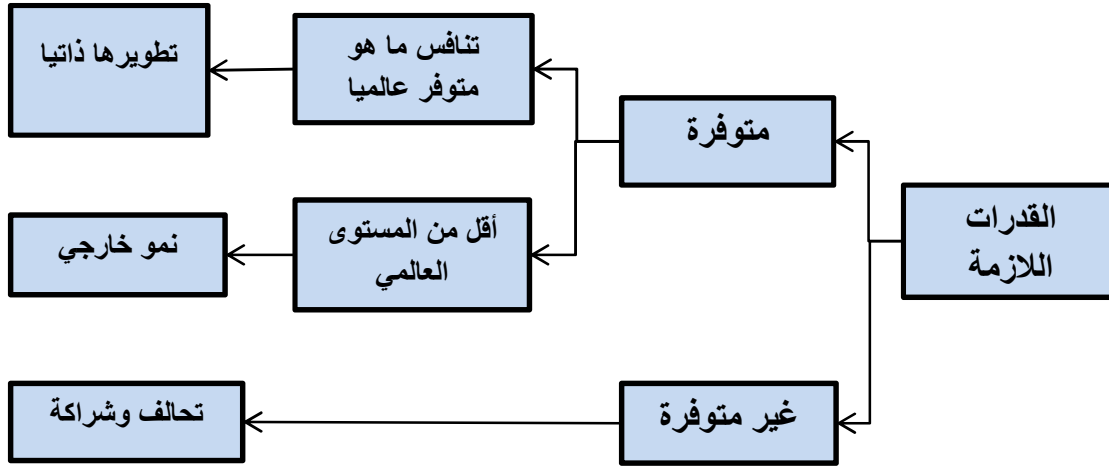 القدرات
اللازمة
متوفرة
تنافس ما هو
متوفر عالميا
تطويرها ذاتيا
أقل من المستوى
العالمي
نمو خارجي
غير متوفرة
تحالف وشراكة